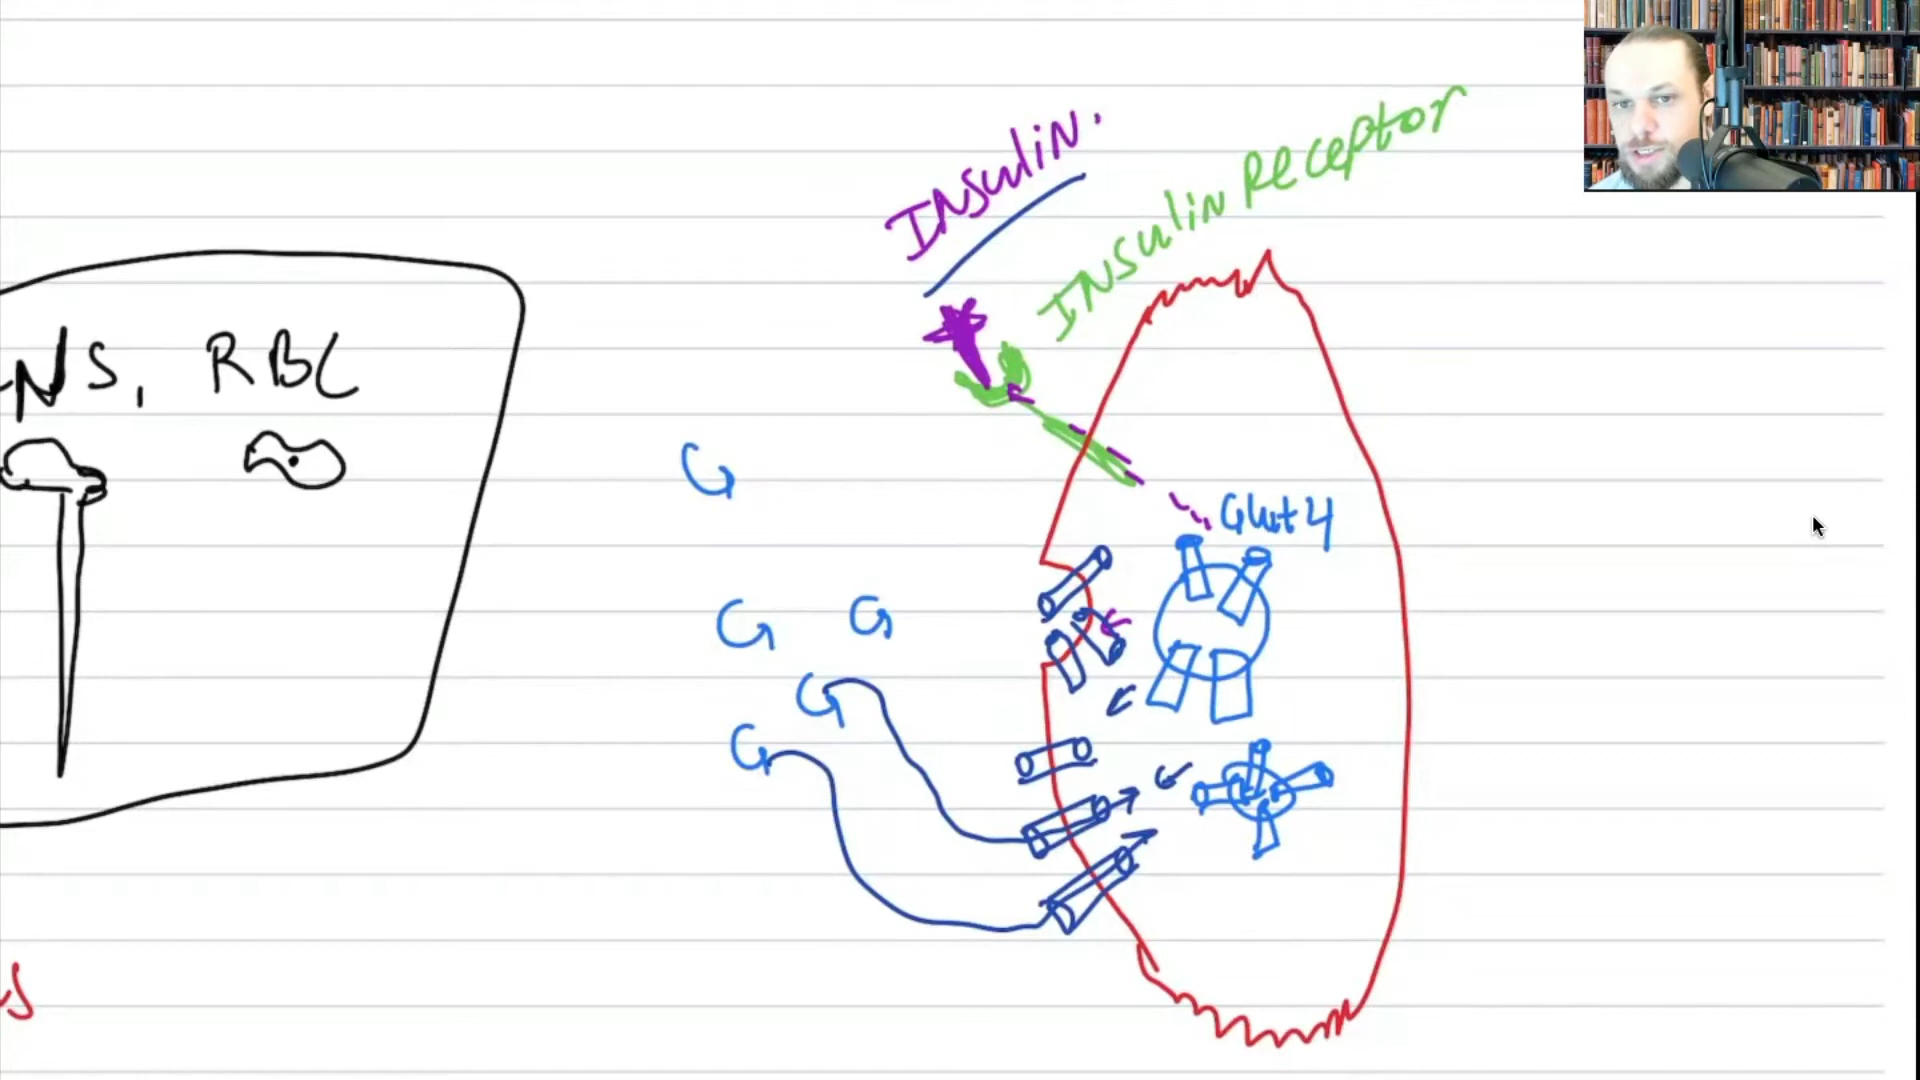 Insulin.
Insulin Receptor
NS, RBC
G
Glut 4
G G
G
G